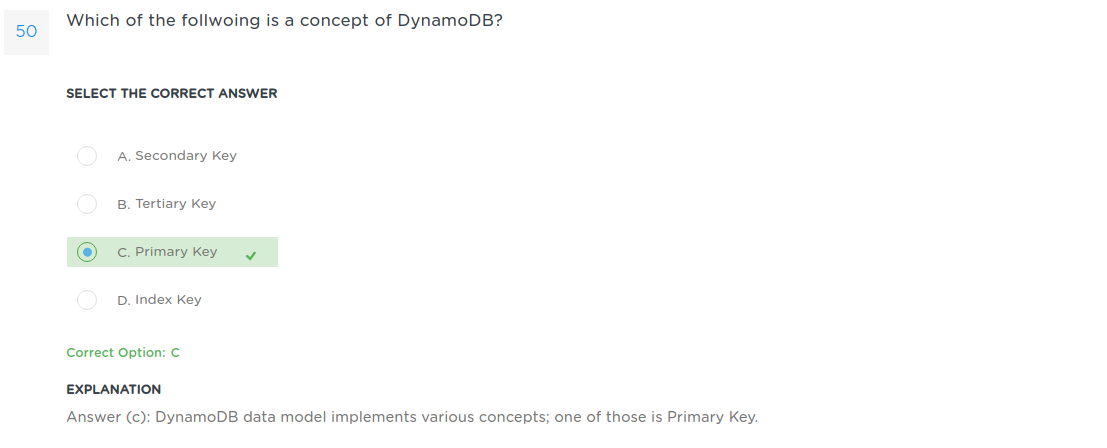 50
Which of the follwoing is a concept of DynamoDB?
SELECT THE CORRECT ANSWER
A. Secondary Key
B. Tertiary Key
C. Primary Key
D. Index Key
Correct Option: C
EXPLANATION
Answer (c): DynamoDB data model implements various concepts; one of those is Primary Key.